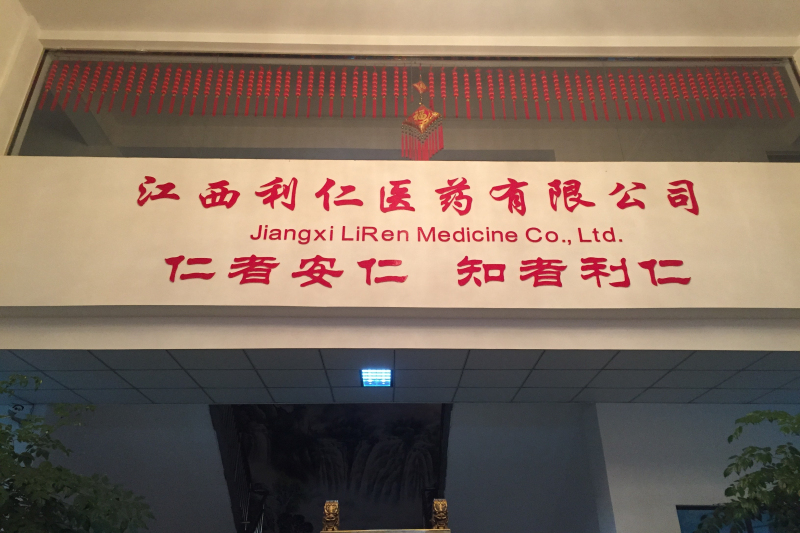 江西利仁医药有限公司
Jiangxi LiRen Medicine Co., Ltd.
仁者安仁 知者利仁